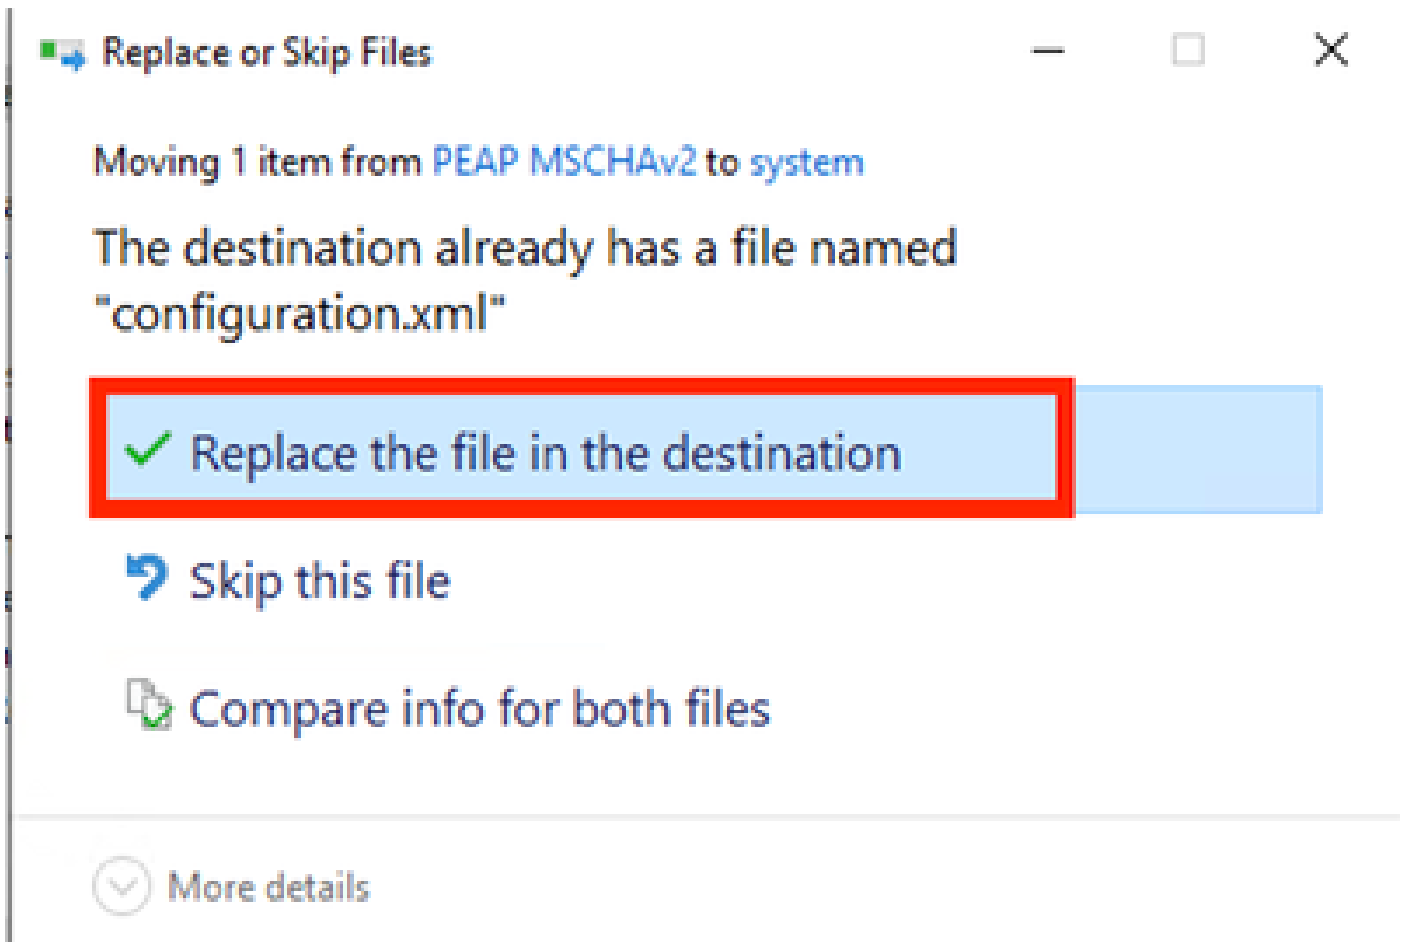 Replace or Skip Files
Moving 1 item from PEAP MSCHAv2 to system
The destination already has a file named
"configuration.xml"
Replace the file in the destination
Skip this file
Compare info for both files
More details